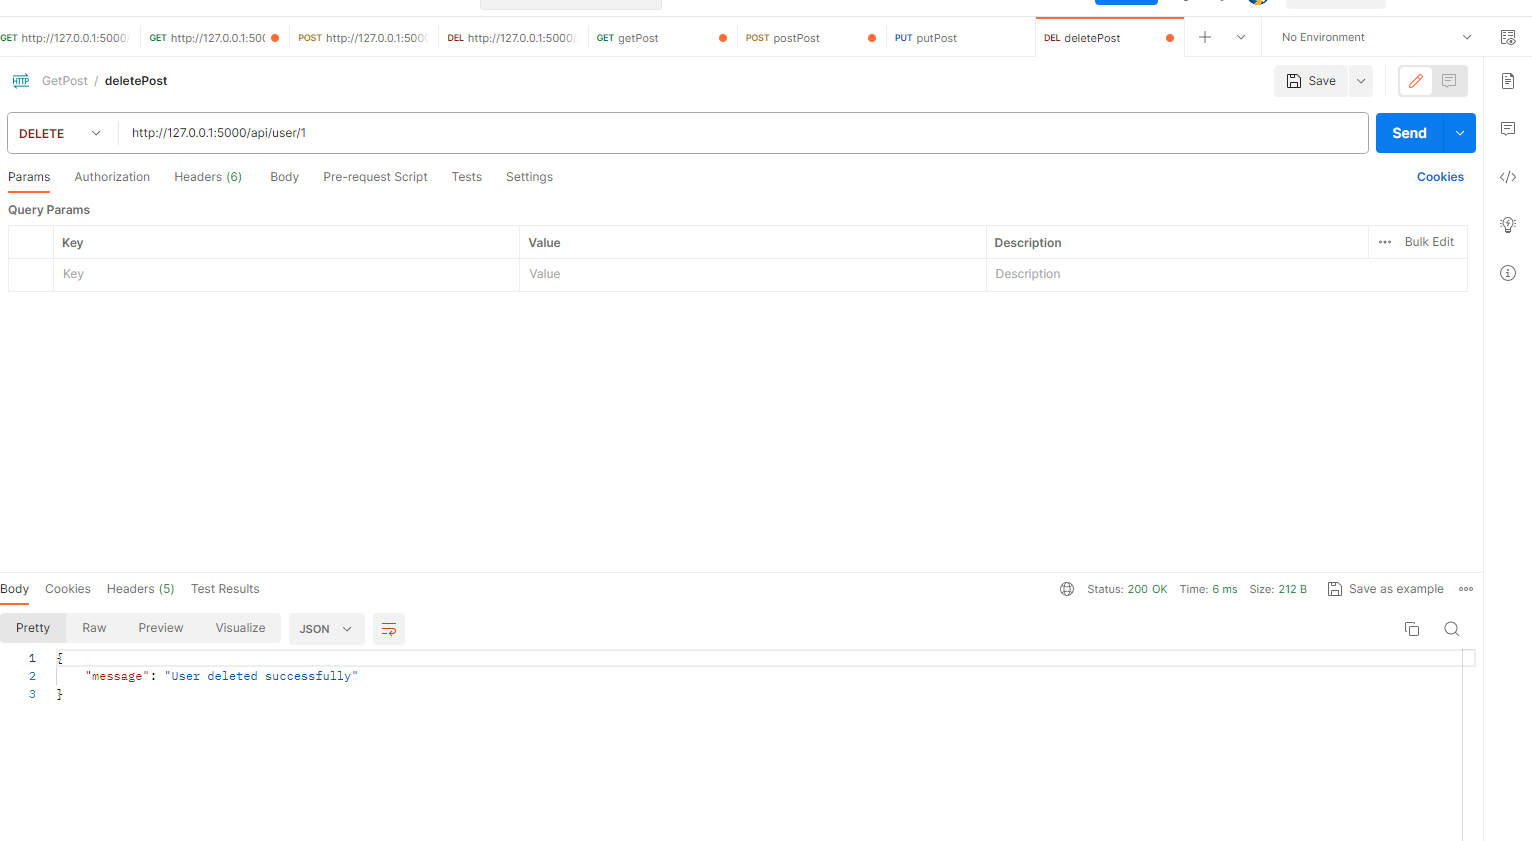 GET http://127.0.0.1:5000/ GET http://127.0.0.1:500 POST http://127.0.0.1:5000 DEL http://127.0.0.1:5000/ GET getPost POST postPost PUT putPost DEL deletePost No Environment
HTTP GetPost / deletePost Save
DELETE http://127.0.0.1:5000/api/user/1 Send
Params Authorization Headers (6) Body Pre-request Script Tests Settings Cookies
Query Params
Key Value Description Bulk Edit
Key Value Description
Body Cookies Headers (5) Test Results Status: 200 OK Time: 6 ms Size: 212 B Save as example
Pretty Raw Preview Visualize JSON
1 {
2 "message": "User deleted successfully"
3 }